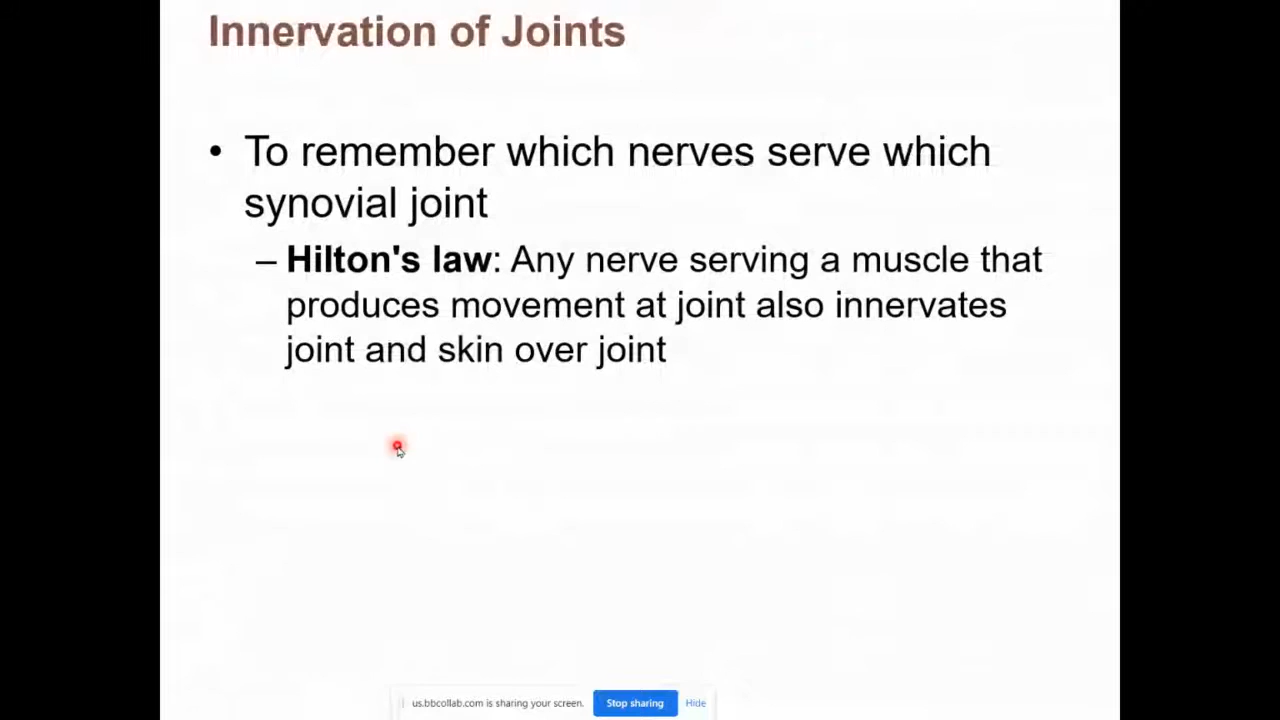 Innervation of Joints
• To remember which nerves serve which
synovial joint
– Hilton's law: Any nerve serving a muscle that
produces movement at joint also innervates
joint and skin over joint
us.bbcollab.com is sharing your screen. Stop sharing Hide